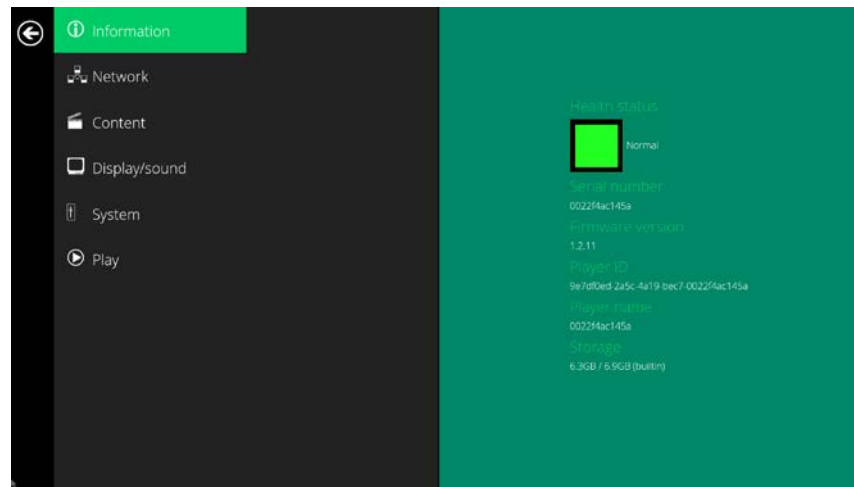 Information
Network
Content
Display/sound
System
Play
Health status
Normal
Serial number
0022f4ac145a
Firmware version
1.2.11
Player ID
9e7df0ed-2a5c-4a19-bec7-0022f4ac145a
Player name
0022f4ac145a
Storage
6.3GB / 6.9GB (builtin)